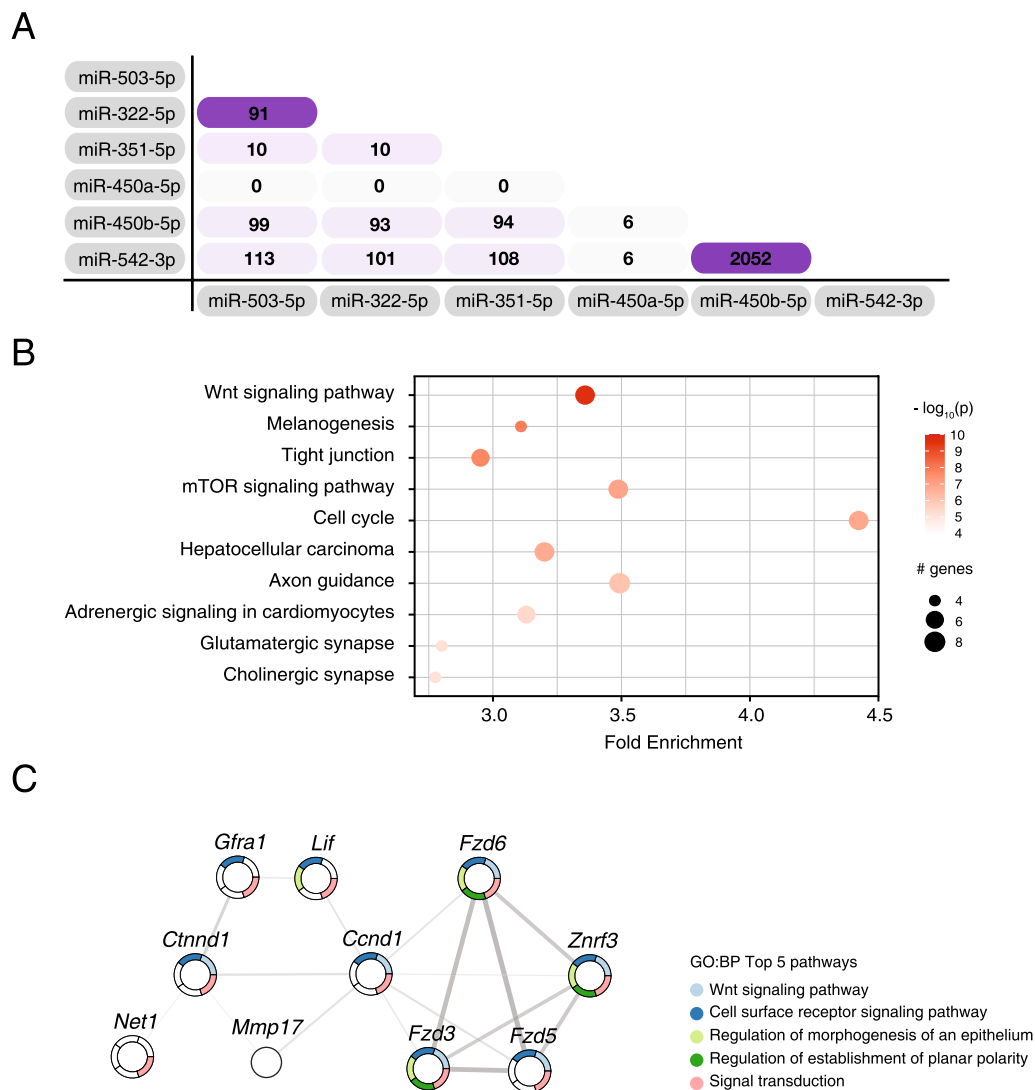 A
miR-503-5p
miR-322-5p 91
miR-351-5p 10 10
miR-450a-5p 0 0 0
miR-450b-5p 99 93 94 6
miR-542-3p 113 101 108 6 2052
miR-503-5p miR-322-5p miR-351-5p miR-450a-5p miR-450b-5p miR-542-3p
B
Wnt signaling pathway
Melanogenesis
Tight junction
mTOR signaling pathway
Cell cycle
Hepatocellular carcinoma
Axon guidance
Adrenergic signaling in cardiomyocytes
Glutamatergic synapse
Cholinergic synapse
3.0 3.5 4.0 4.5
Fold Enrichment
- log10(p)
10
9
8
7
6
5
4
# genes
4
6
8
C
Gfra1 Lif Fzd6
Ctnnd1 Ccnd1 Znrf3
Net1 Mmp17 Fzd3 Fzd5
GO:BP Top 5 pathways
Wnt signaling pathway
Cell surface receptor signaling pathway
Regulation of morphogenesis of an epithelium
Regulation of establishment of planar polarity
Signal transduction